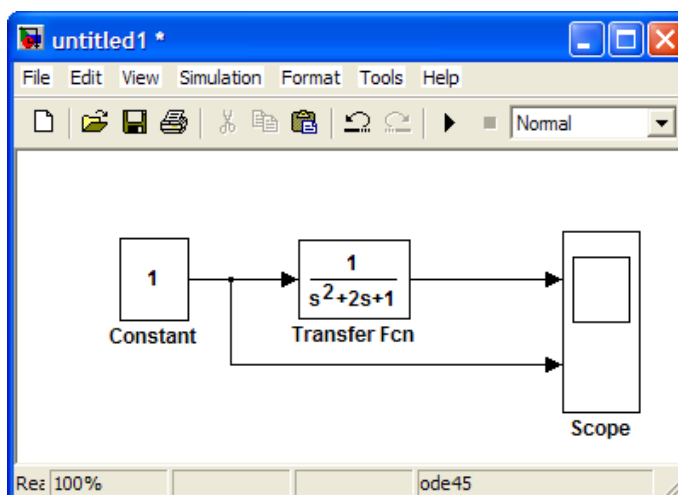 untitled1 *
File Edit View Simulation Format Tools Help
Normal
1
Constant
1
s²+2s+1
Transfer Fcn
Scope
Rea 100% ode45